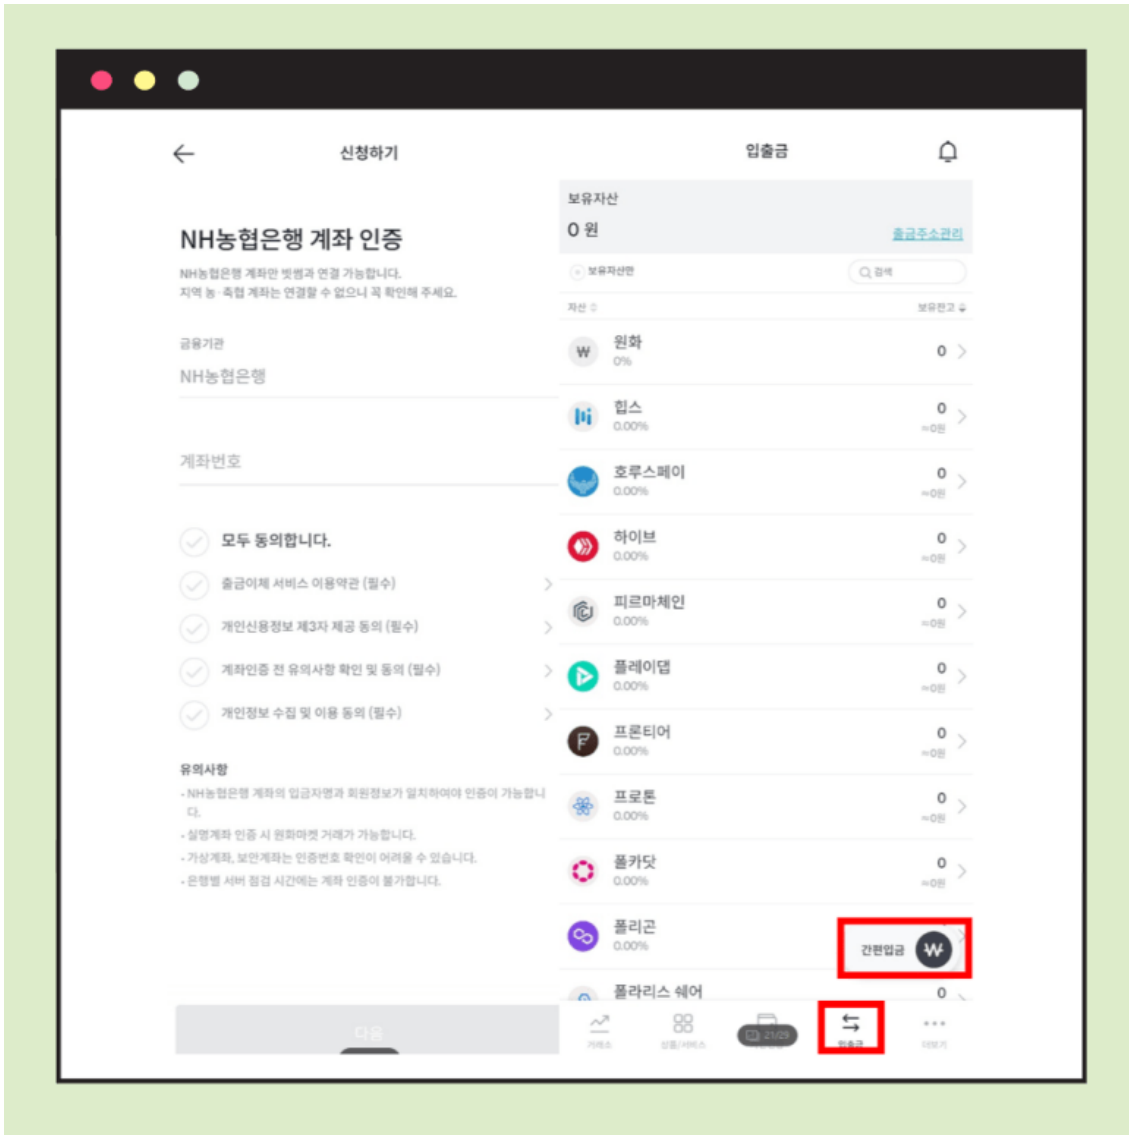 신청하기
NH농협은행 계좌 인증
NH농협은행 계좌만 빗썸과 연결 가능합니다.
지역 농·축협 계좌는 연결할 수 없으니 꼭 확인해 주세요.
금융기관
NH농협은행
계좌번호
모두 동의합니다.
출금이체 서비스 이용약관 (필수)
개인신용정보 제3자 제공 동의 (필수)
계좌인증 전 유의사항 확인 및 동의 (필수)
개인정보 수집 및 이용 동의 (필수)
유의사항
- NH농협은행 계좌의 입금자명과 회원정보가 일치하여야 인증이 가능합니
다.
- 실명계좌 인증 시 원화마켓 거래가 가능합니다.
- 가상계좌, 보안계좌는 인증번호 확인이 어려울 수 있습니다.
- 은행별 서버 점검 시간에는 계좌 인증이 불가합니다.
다음
입출금
보유자산
0 원
출금주소관리
보유자산만
검색
자산
보유잔고
₩ 원화 0
0%
힙스 0
0.00% ≈0원
호루스페이 0
0.00% ≈0원
하이브 0
0.00% ≈0원
피르마체인 0
0.00% ≈0원
플레이댑 0
0.00% ≈0원
프론티어 0
0.00% ≈0원
프로톤 0
0.00% ≈0원
폴카닷 0
0.00% ≈0원
폴리곤
0.00%
간편입금 ₩
폴라리스 쉐어 0
거래소
상품/서비스
21/29
입출금
더보기